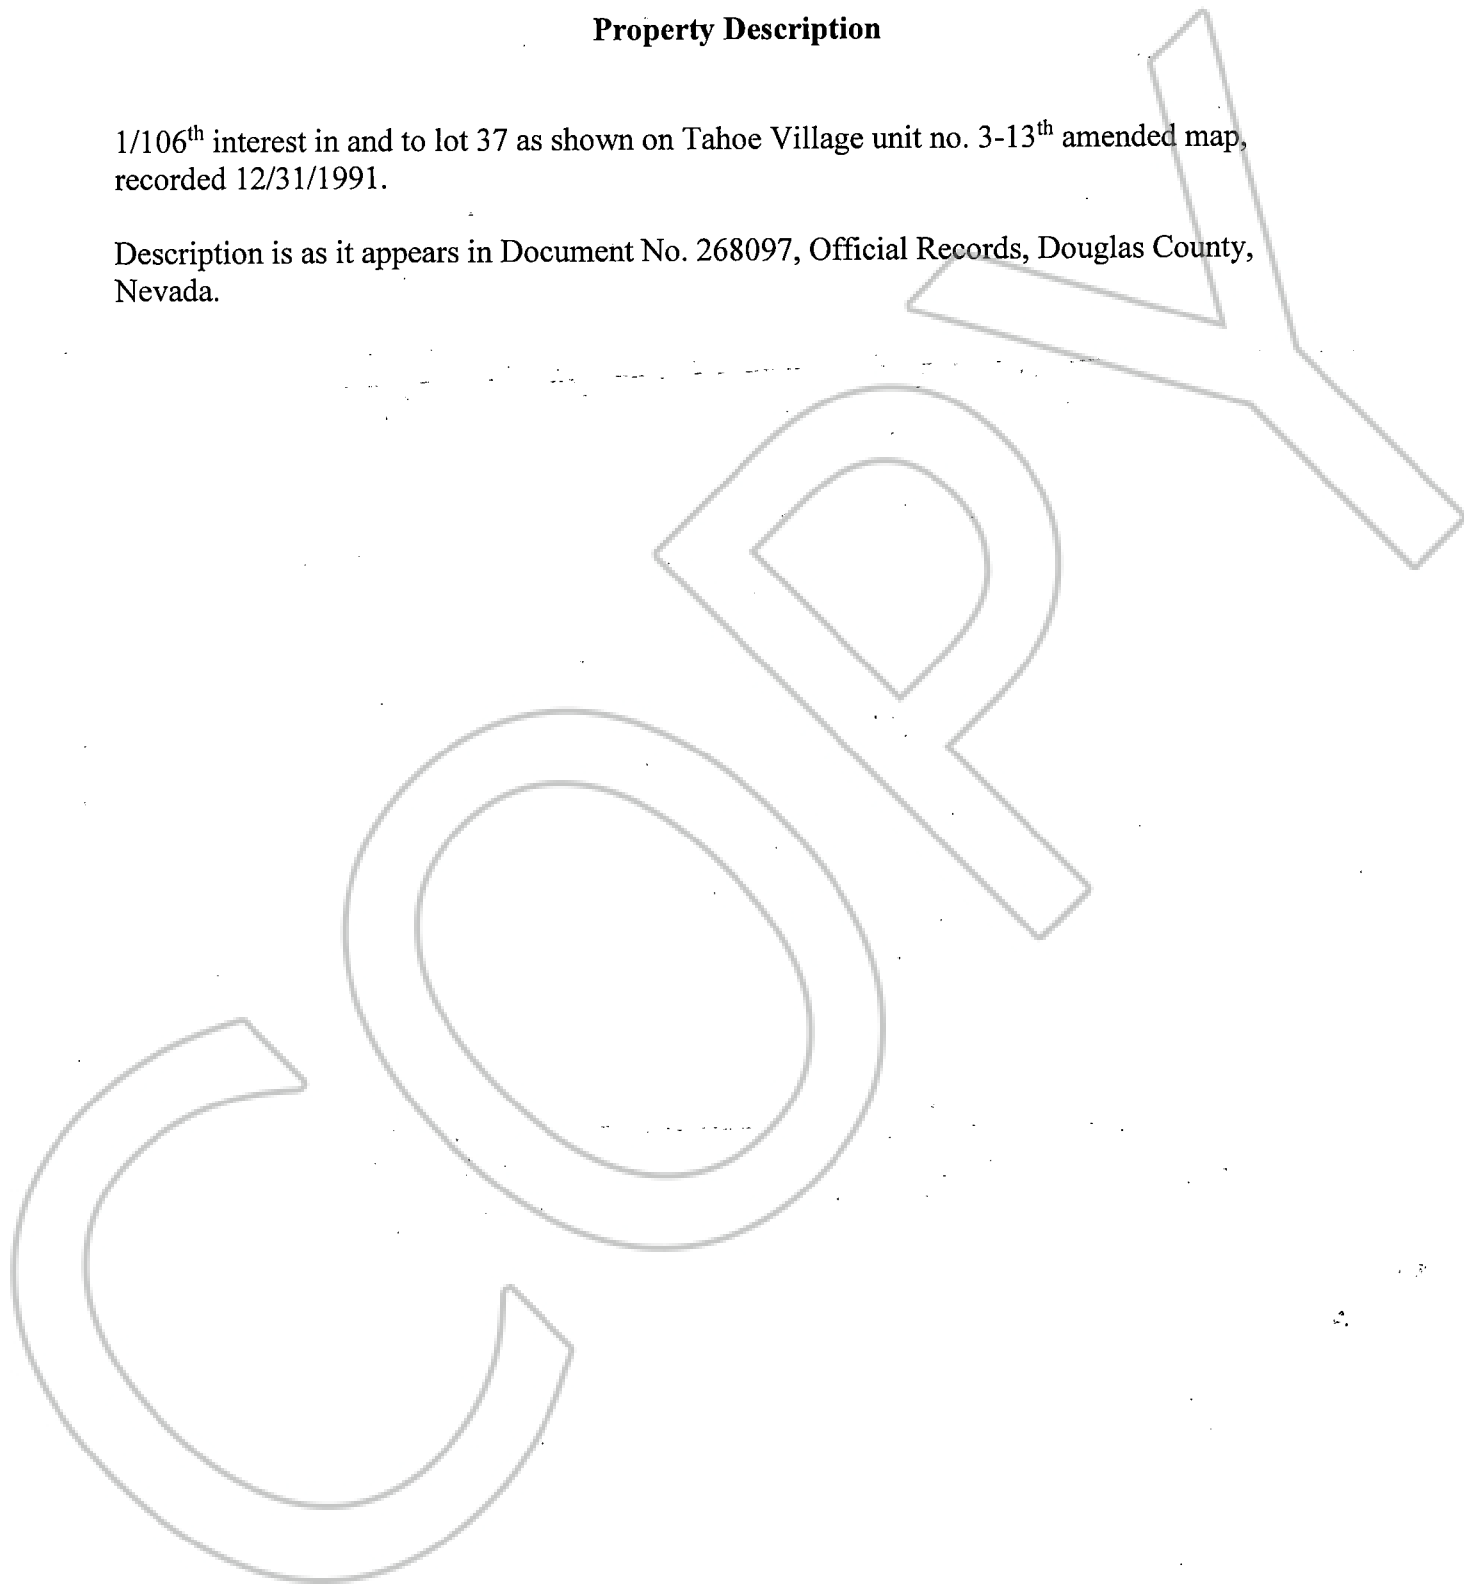 Property Description
1/106th interest in and to lot 37 as shown on Tahoe Village unit no. 3-13th amended map,
recorded 12/31/1991.
Description is as it appears in Document No. 268097, Official Records, Douglas County,
Nevada.
COPY